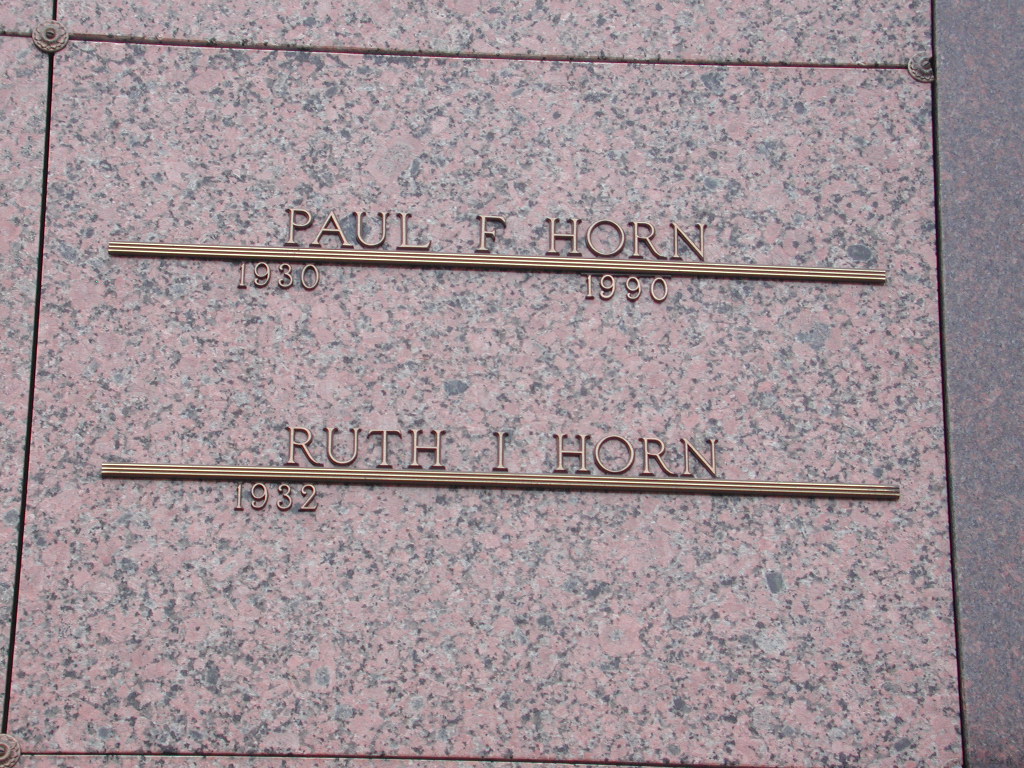 PAUL F HORN
1930 1990
RUTH I HORN
1932